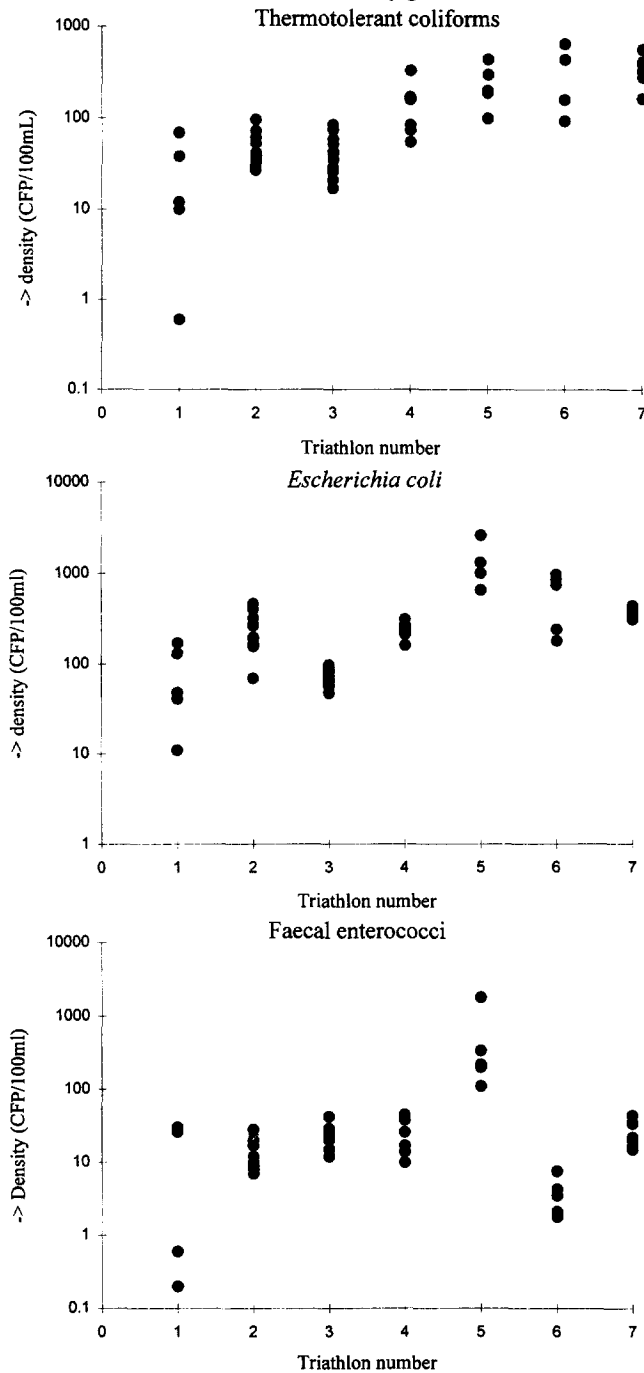 Thermotolerant coliforms
1000
100
10
1
0.1
-> density (CFP/100mL)
0 1 2 3 4 5 6 7
Triathlon number
Escherichia coli
10000
1000
100
10
1
-> density (CFP/100ml)
0 1 2 3 4 5 6 7
Triathlon number
Faecal enterococci
10000
1000
100
10
1
0.1
-> Density (CFP/100ml)
0 1 2 3 4 5 6 7
Triathlon number